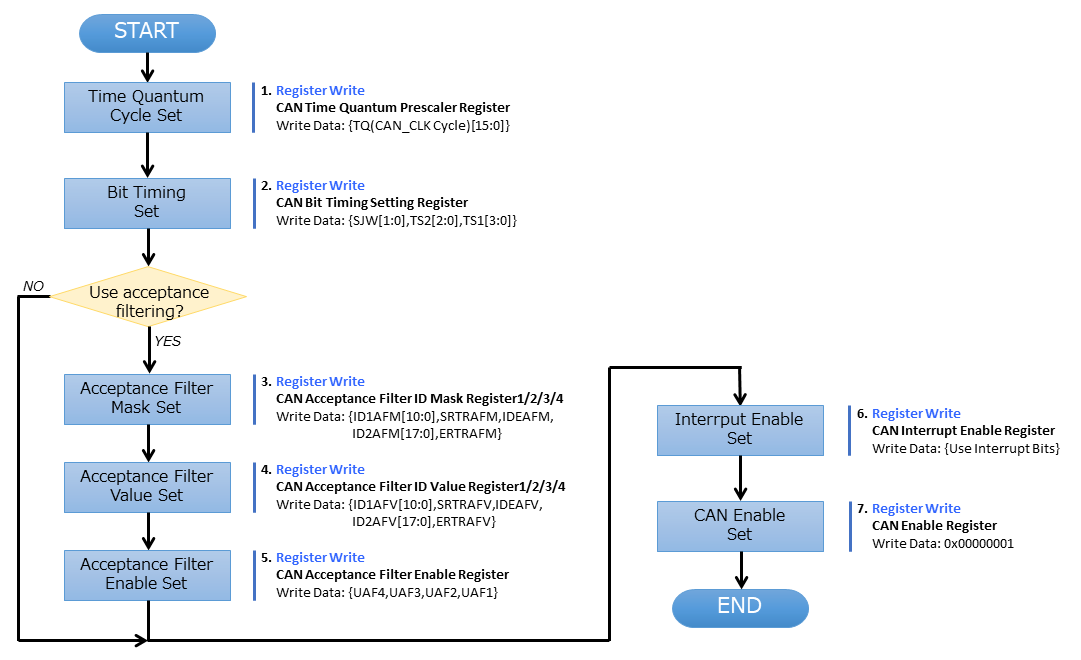 START
Time Quantum
Cycle Set
1. Register Write
CAN Time Quantum Prescaler Register
Write Data: {TQ(CAN_CLK Cycle)[15:0]}
Bit Timing
Set
2. Register Write
CAN Bit Timing Setting Register
Write Data: {SJW[1:0],TS2[2:0],TS1[3:0]}
NO
Use acceptance
filtering?
YES
Acceptance Filter
Mask Set
3. Register Write
CAN Acceptance Filter ID Mask Register1/2/3/4
Write Data: {ID1AFM[10:0],SRTRAFM,IDEAFM,
ID2AFM[17:0],ERTRAFM}
Acceptance Filter
Value Set
4. Register Write
CAN Acceptance Filter ID Value Register1/2/3/4
Write Data: {ID1AFV[10:0],SRTRAFV,IDEAFV,
ID2AFV[17:0],ERTRAFV}
Acceptance Filter
Enable Set
5. Register Write
CAN Acceptance Filter Enable Register
Write Data: {UAF4,UAF3,UAF2,UAF1}
Interrput Enable
Set
6. Register Write
CAN Interrupt Enable Register
Write Data: {Use Interrupt Bits}
CAN Enable
Set
7. Register Write
CAN Enable Register
Write Data: 0x00000001
END